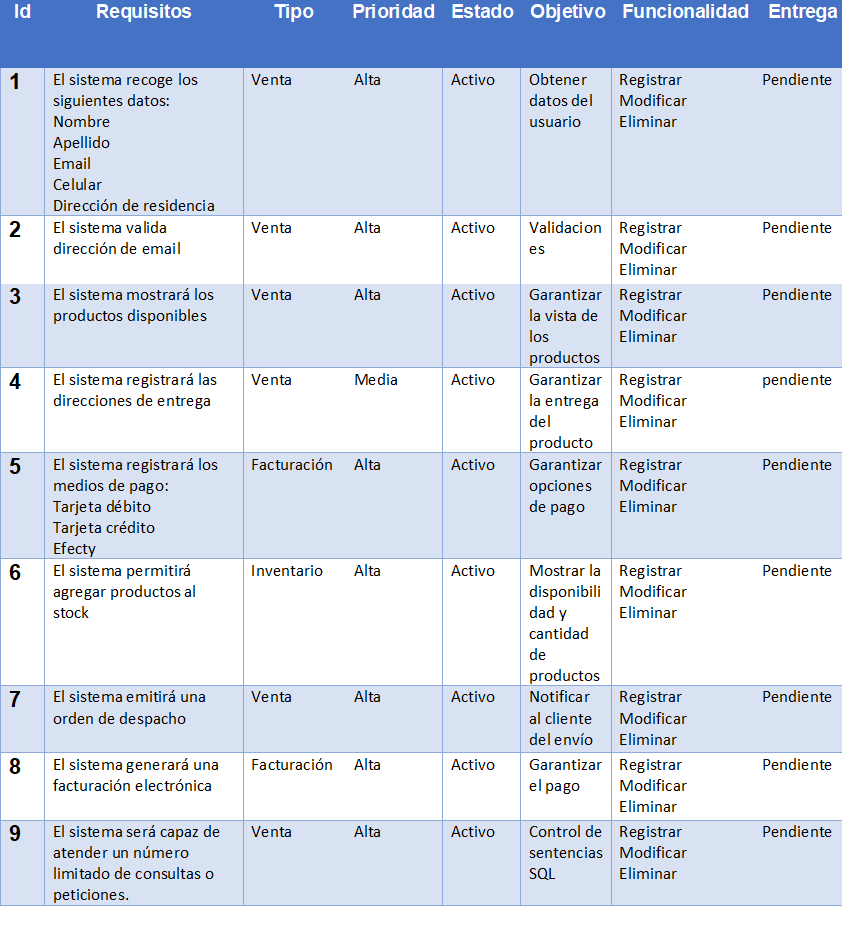 Id Requisitos Tipo Prioridad Estado Objetivo Funcionalidad Entrega
1 El sistema recoge los Venta Alta Activo Obtener Registrar Pendiente
siguientes datos: datos del Modificar
Nombre usuario Eliminar
Apellido
Email
Celular
Dirección de residencia
2 El sistema valida Venta Alta Activo Validacion Registrar Pendiente
dirección de email es Modificar
Eliminar
3 El sistema mostrará los Venta Alta Activo Garantizar Registrar Pendiente
productos disponibles la vista de Modificar
los Eliminar
productos
4 El sistema registrará las Venta Media Activo Garantizar Registrar pendiente
direcciones de entrega la entrega Modificar
del Eliminar
producto
5 El sistema registrará los Facturación Alta Activo Garantizar Registrar Pendiente
medios de pago: opciones Modificar
Tarjeta débito de pago Eliminar
Tarjeta crédito
Efecty
6 El sistema permitirá Inventario Alta Activo Mostrar la Registrar Pendiente
agregar productos al disponibili Modificar
stock dad y Eliminar
cantidad
de
productos
7 El sistema emitirá una Venta Alta Activo Notificar Registrar Pendiente
orden de despacho al cliente Modificar
del envío Eliminar
8 El sistema generará una Facturación Alta Activo Garantizar Registrar Pendiente
facturación electrónica el pago Modificar
Eliminar
9 El sistema será capaz de Venta Alta Activo Control de Registrar Pendiente
atender un número sentencias Modificar
limitado de consultas o SQL Eliminar
peticiones.